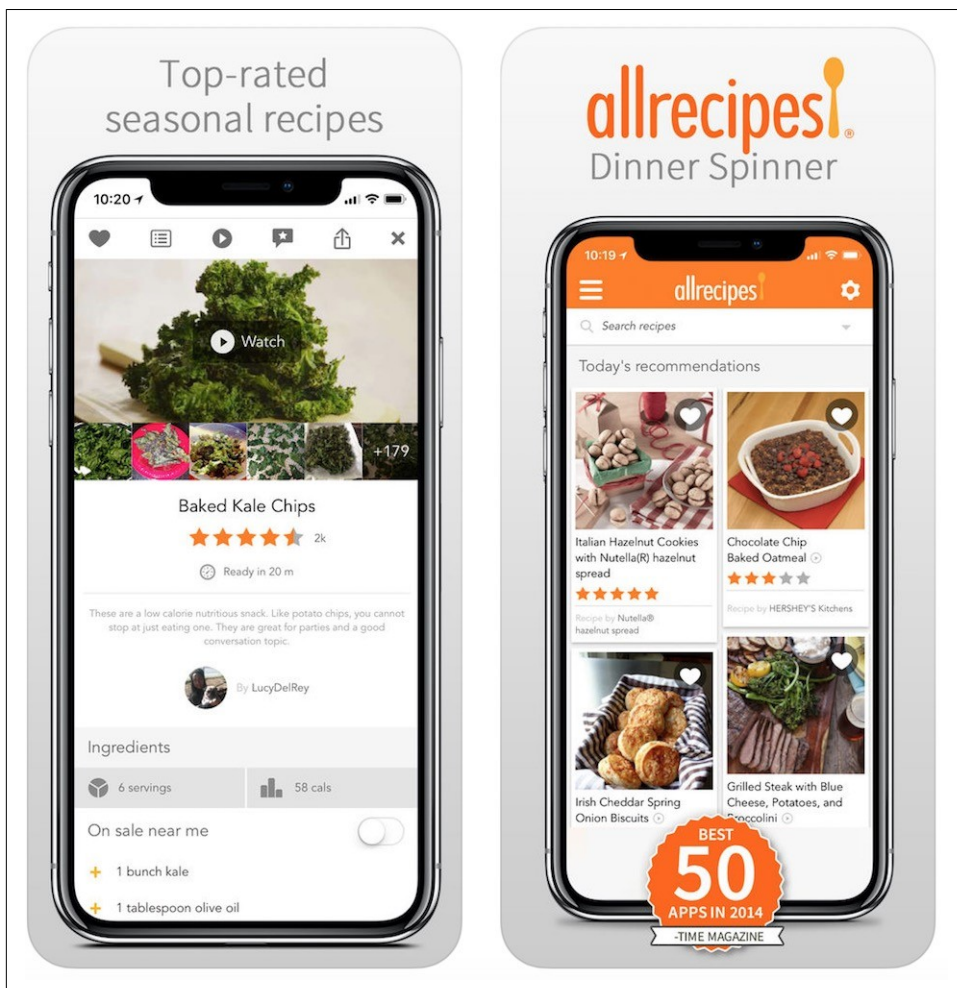 Top-rated
seasonal recipes
10:20
Watch
+179
Baked Kale Chips
2k
Ready in 20 m
These are a low calorie nutritious snack. Like potato chips, you cannot
stop at just eating one. They are great for parties and a good
conversation topic.
By LucyDelRey
Ingredients
6 servings
58 cals
On sale near me
+ 1 bunch kale
+ 1 tablespoon olive oil
allrecipes®
Dinner Spinner
10:19
allrecipes
Search recipes
Today's recommendations
Italian Hazelnut Cookies
with Nutella(R) hazelnut
spread
Recipe by Nutella®
hazelnut spread
Chocolate Chip
Baked Oatmeal
Recipe by HERSHEY'S Kitchens
Irish Cheddar Spring
Onion Biscuits
Grilled Steak with Blue
Cheese, Potatoes, and
Broccolini
BEST
50
APPS IN 2014
-TIME MAGAZINE